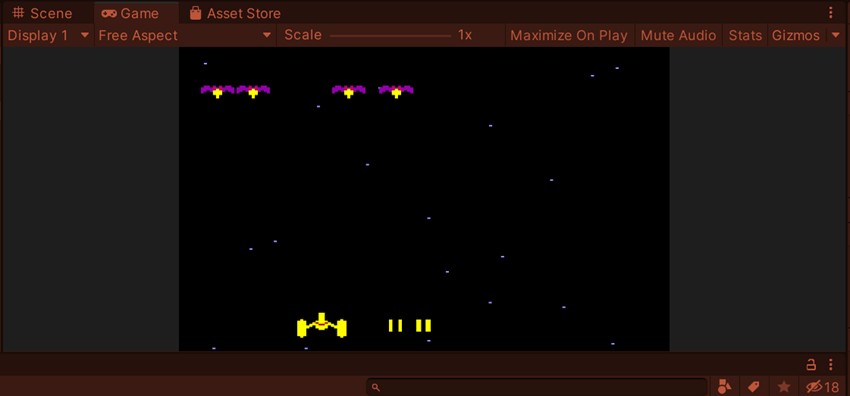 Scene Game Asset Store
Display 1 Free Aspect Scale 1x Maximize On Play Mute Audio Stats Gizmos
18